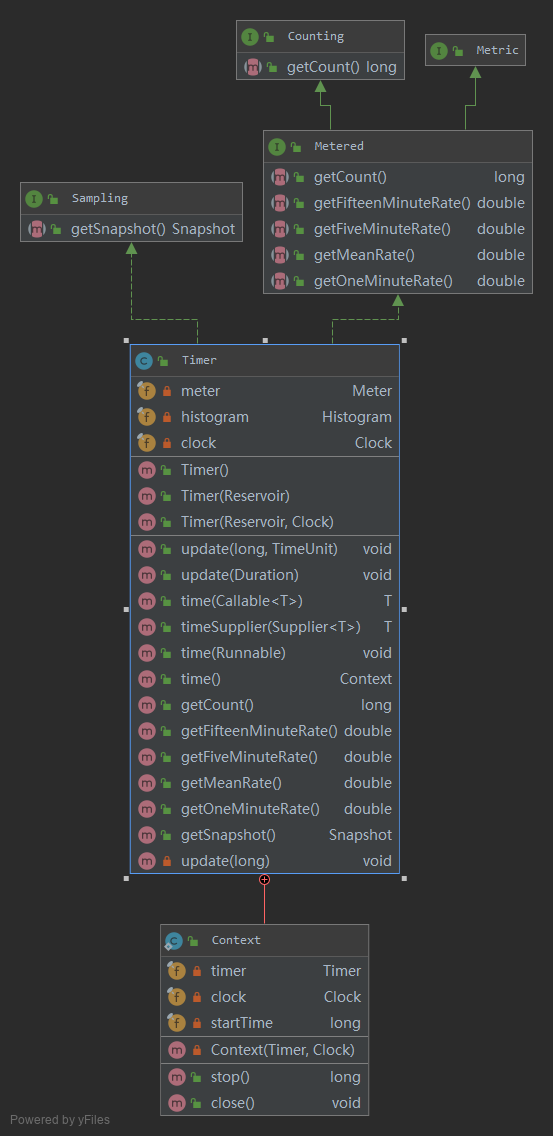 I Counting
m getCount() long
I Metric
I Metered
m getCount() long
m getFifteenMinuteRate() double
m getFiveMinuteRate() double
m getMeanRate() double
m getOneMinuteRate() double
I Sampling
m getSnapshot() Snapshot
C Timer
f meter Meter
f histogram Histogram
f clock Clock
m Timer()
m Timer(Reservoir)
m Timer(Reservoir, Clock)
m update(long, TimeUnit) void
m update(Duration) void
m time(Callable<T>) T
m timeSupplier(Supplier<T>) T
m time(Runnable) void
m time() Context
m getCount() long
m getFifteenMinuteRate() double
m getFiveMinuteRate() double
m getMeanRate() double
m getOneMinuteRate() double
m getSnapshot() Snapshot
m update(long) void
C Context
f timer Timer
f clock Clock
f startTime long
m Context(Timer, Clock)
m stop() long
m close() void
Powered by yFiles